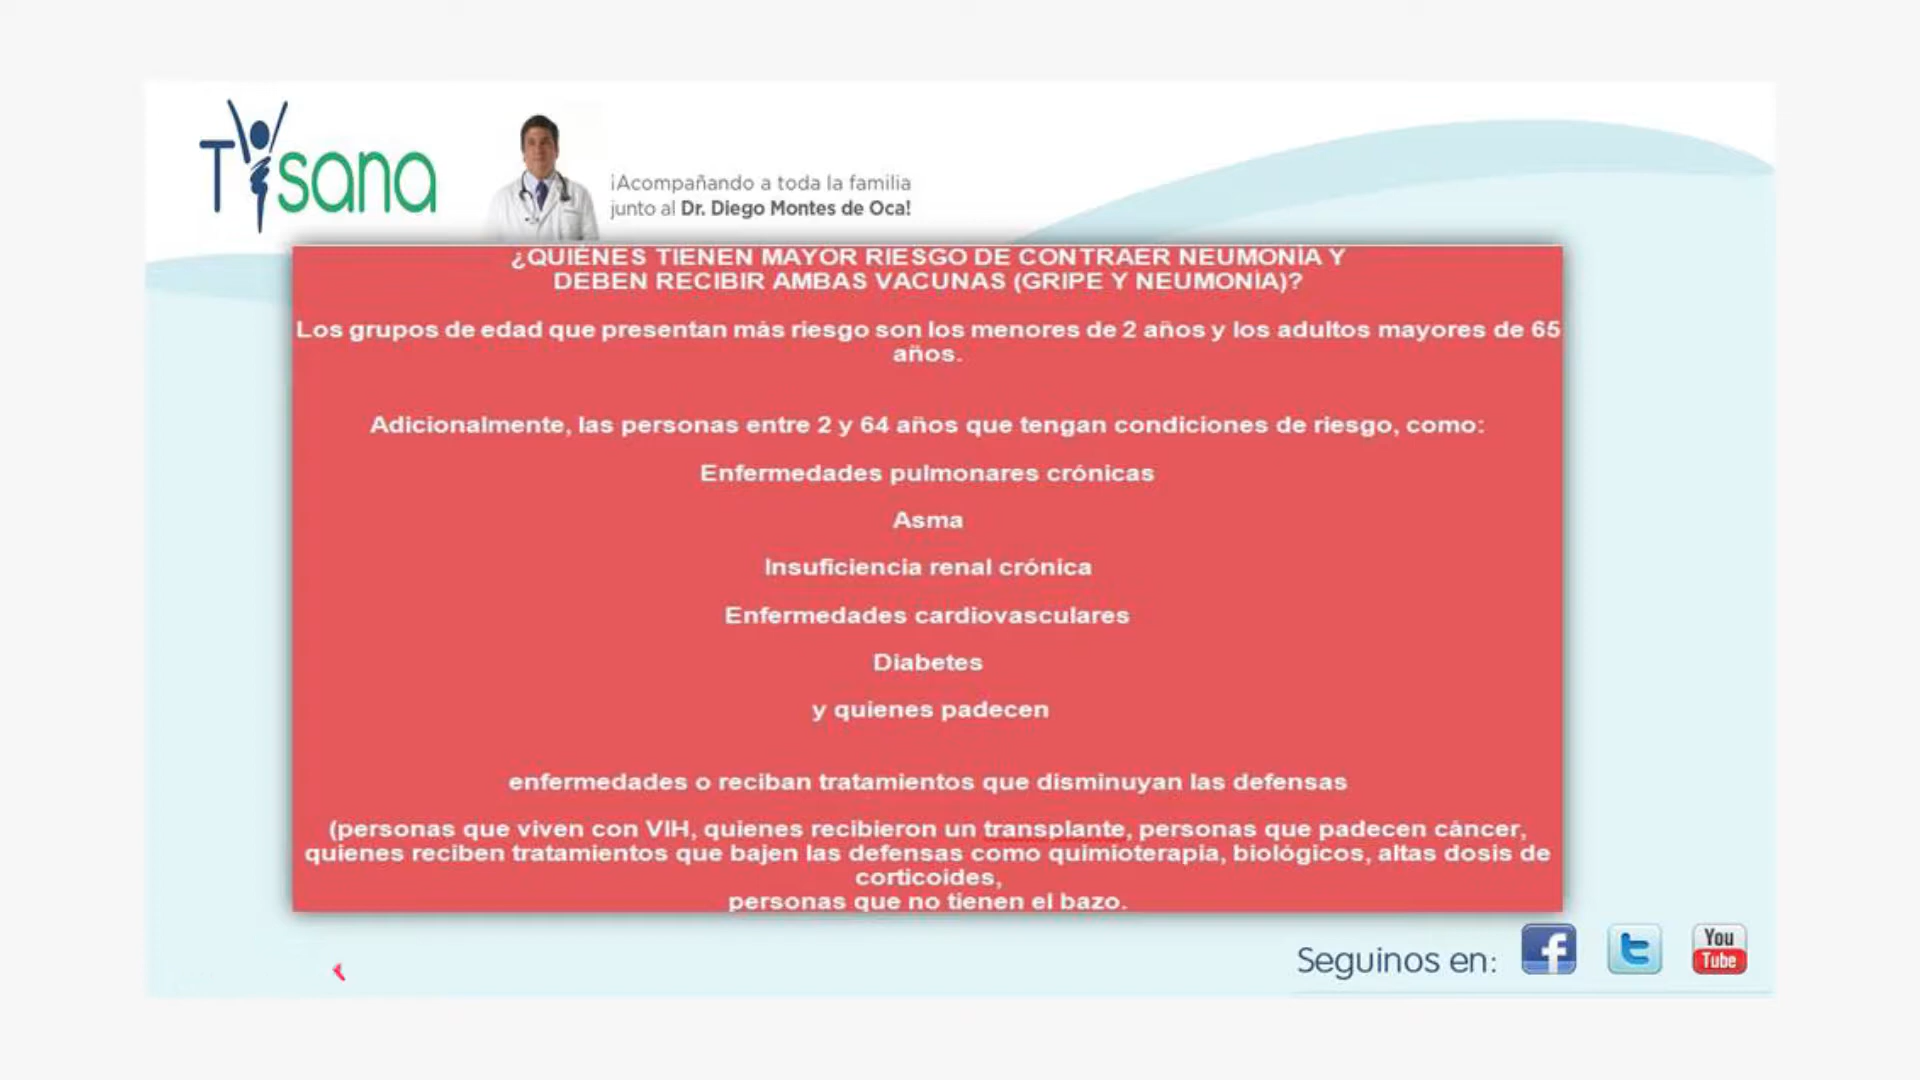 TYsana
¡Acompañando a toda la familia
junto al Dr. Diego Montes de Oca!
¿QUIÉNES TIENEN MAYOR RIESGO DE CONTRAER NEUMONÍA Y
DEBEN RECIBIR AMBAS VACUNAS (GRIPE Y NEUMONÍA)?
Los grupos de edad que presentan más riesgo son los menores de 2 años y los adultos mayores de 65
años.
Adicionalmente, las personas entre 2 y 64 años que tengan condiciones de riesgo, como:
Enfermedades pulmonares crónicas
Asma
Insuficiencia renal crónica
Enfermedades cardiovasculares
Diabetes
y quienes padecen
enfermedades o reciban tratamientos que disminuyan las defensas
(personas que viven con VIH, quienes recibieron un transplante, personas que padecen cáncer,
quienes reciben tratamientos que bajen las defensas como quimioterapia, biológicos, altas dosis de
corticoides,
personas que no tienen el bazo.
Seguinos en:
You
Tube